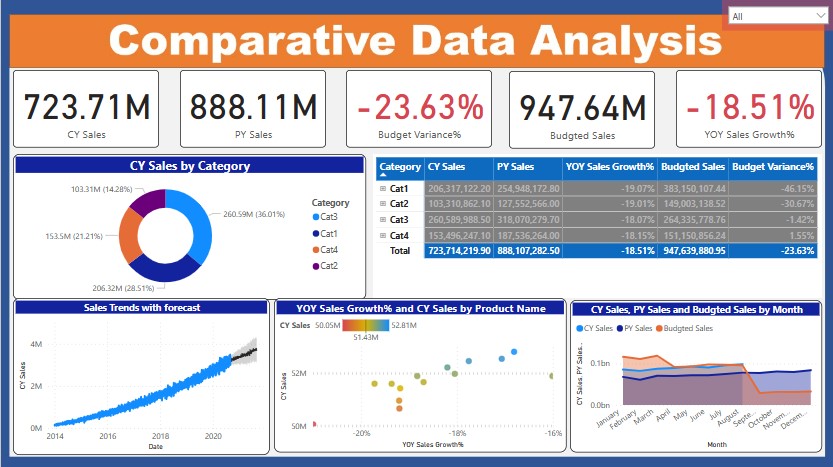 All
Comparative Data Analysis
723.71M
CY Sales
888.11M
PY Sales
-23.63%
Budget Variance%
947.64M
Budgted Sales
-18.51%
YOY Sales Growth%
CY Sales by Category
103.31M (14.28%)
153.5M (21.21%)
206.32M (28.51%)
260.59M (36.01%)
Category
Cat3
Cat1
Cat4
Cat2
Category CY Sales PY Sales YOY Sales Growth% Budgted Sales Budget Variance%
Cat1 206,317,122.20 254,948,172.80 -19.07% 383,150,107.44 -46.15%
Cat2 103,310,862.10 127,552,566.00 -19.01% 149,003,138.52 -30.67%
Cat3 260,589,988.50 318,070,279.70 -18.07% 264,335,778.76 -1.42%
Cat4 153,496,247.10 187,536,264.00 -18.15% 151,150,856.24 1.55%
Total 723,714,219.90 888,107,282.50 -18.51% 947,639,880.95 -23.63%
Sales Trends with forecast
CY Sales
4M
2M
0M
2014 2016 2018 2020
Date
YOY Sales Growth% and CY Sales by Product Name
CY Sales 50.05M 52.81M
51.43M
CY Sales
52M
50M
-20% -18% -16%
YOY Sales Growth%
CY Sales, PY Sales and Budgted Sales by Month
CY Sales PY Sales Budgted Sales
CY Sales, PY Sales...
0.1bn
0.0bn
January February March April May June July August Septe... October Novem... Decem...
Month